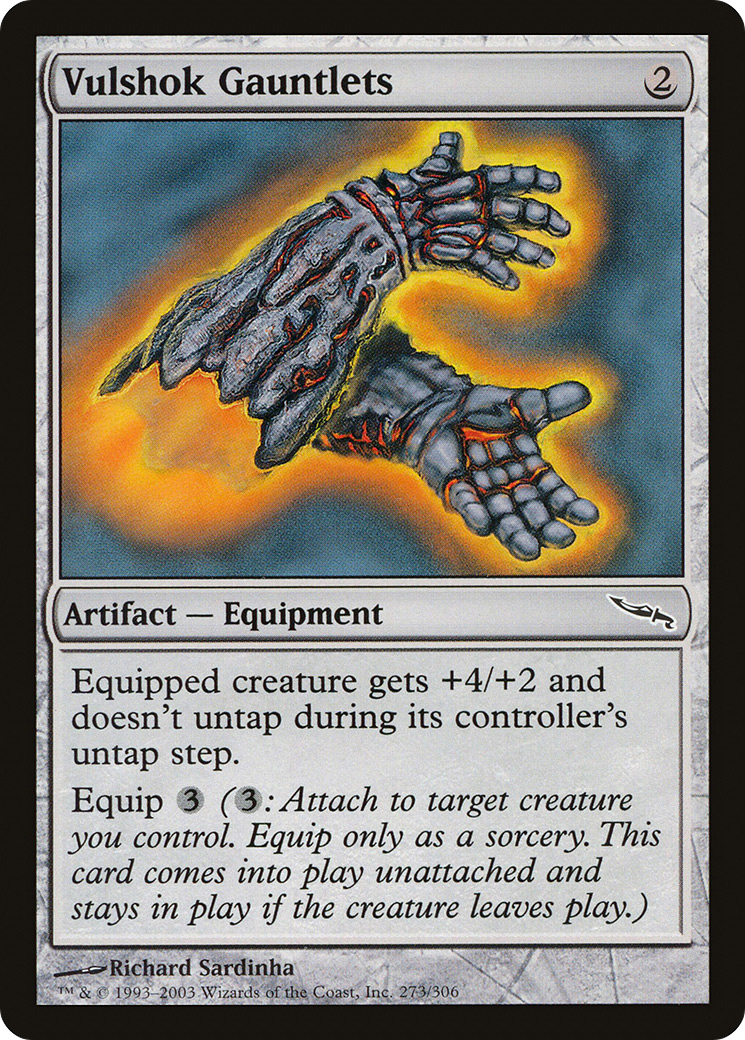 Vulshok Gauntlets 2
Artifact — Equipment
Equipped creature gets +4/+2 and
doesn't untap during its controller's
untap step.
Equip 3 (3: Attach to target creature
you control. Equip only as a sorcery. This
card comes into play unattached and
stays in play if the creature leaves play.)
Richard Sardinha
™ & © 1993–2003 Wizards of the Coast, Inc. 273/306